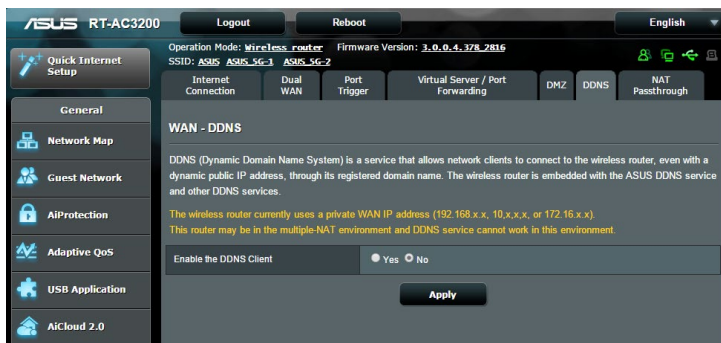 ASUS RT-AC3200 Logout Reboot English
Operation Mode: Wireless router Firmware Version: 3.0.0.4.378_2816
SSID: ASUS ASUS_5G-1 ASUS_5G-2
Quick Internet
Setup
General
Network Map
Guest Network
AiProtection
Adaptive QoS
USB Application
AiCloud 2.0
Internet
Connection
Dual
WAN
Port
Trigger
Virtual Server / Port
Forwarding
DMZ
DDNS
NAT
Passthrough
WAN - DDNS
DDNS (Dynamic Domain Name System) is a service that allows network clients to connect to the wireless router, even with a
dynamic public IP address, through its registered domain name. The wireless router is embedded with the ASUS DDNS service
and other DDNS services.
The wireless router currently uses a private WAN IP address (192.168.x.x, 10,x,x,x, or 172.16.x.x).
This router may be in the multiple-NAT environment and DDNS service cannot work in this environment.
Enable the DDNS Client Yes No
Apply